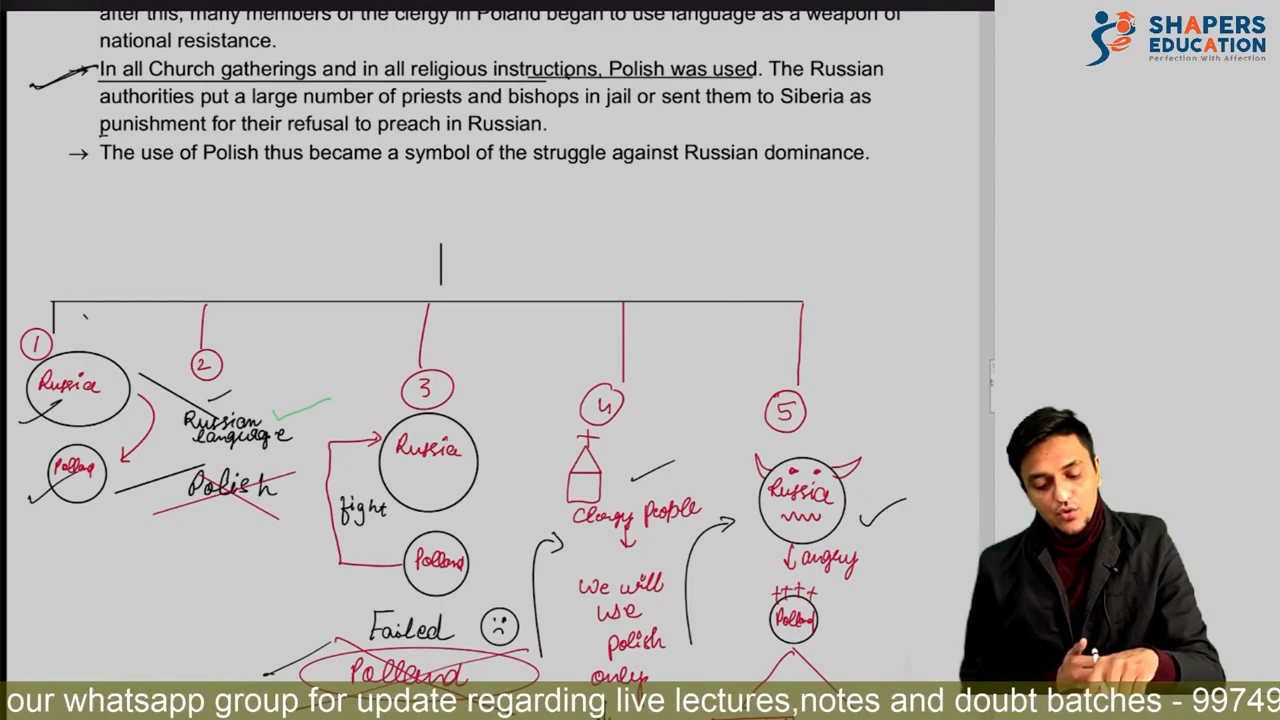 after this, many members of the clergy in Poland began to use language as a weapon of
national resistance.
In all Church gatherings and in all religious instructions, Polish was used. The Russian
authorities put a large number of priests and bishops in jail or sent them to Siberia as
punishment for their refusal to preach in Russian.
→ The use of Polish thus became a symbol of the struggle against Russian dominance.
SHAPERS
EDUCATION
Perfection With Affection
1
2
3
4
5
Russia
Polland
Russian
language
Polish
Russia
fight
Polland
Failed
Polland
Clergy people
We will
use
polish
only
Russia
angry
Polland
our whatsapp group for update regarding live lectures,notes and doubt batches - 99749